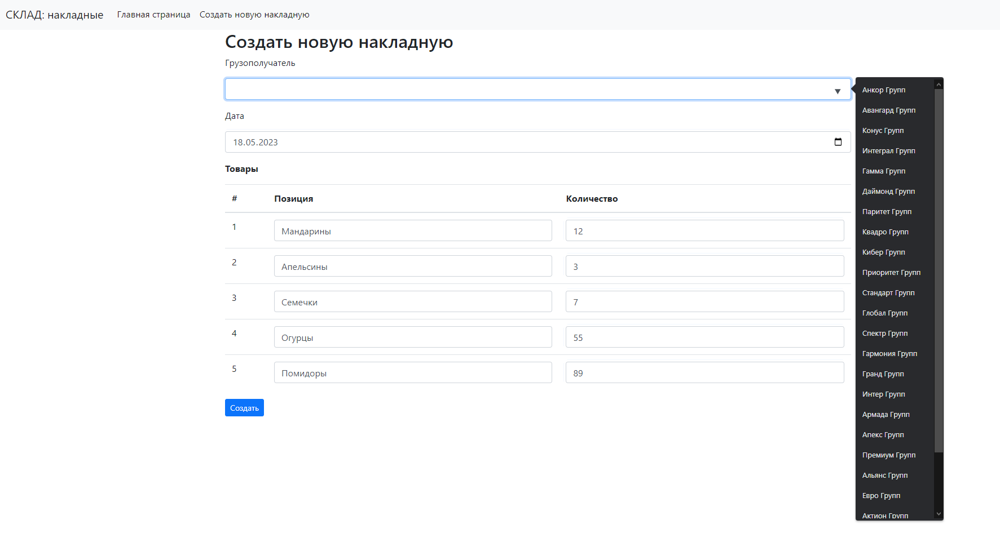 СКЛАД: накладные Главная страница Создать новую накладную
Создать новую накладную
Грузополучатель
Дата
18.05.2023
Товары
# Позиция Количество
1 Мандарины 12
2 Апельсины 3
3 Семечки 7
4 Огурцы 55
5 Помидоры 89
Создать
Анкор Групп
Авангард Групп
Конус Групп
Интеграл Групп
Гамма Групп
Даймонд Групп
Паритет Групп
Квадро Групп
Кибер Групп
Приоритет Групп
Стандарт Групп
Глобал Групп
Спектр Групп
Гармония Групп
Гранд Групп
Интер Групп
Армада Групп
Апекс Групп
Премиум Групп
Альянс Групп
Евро Групп
Актион Групп